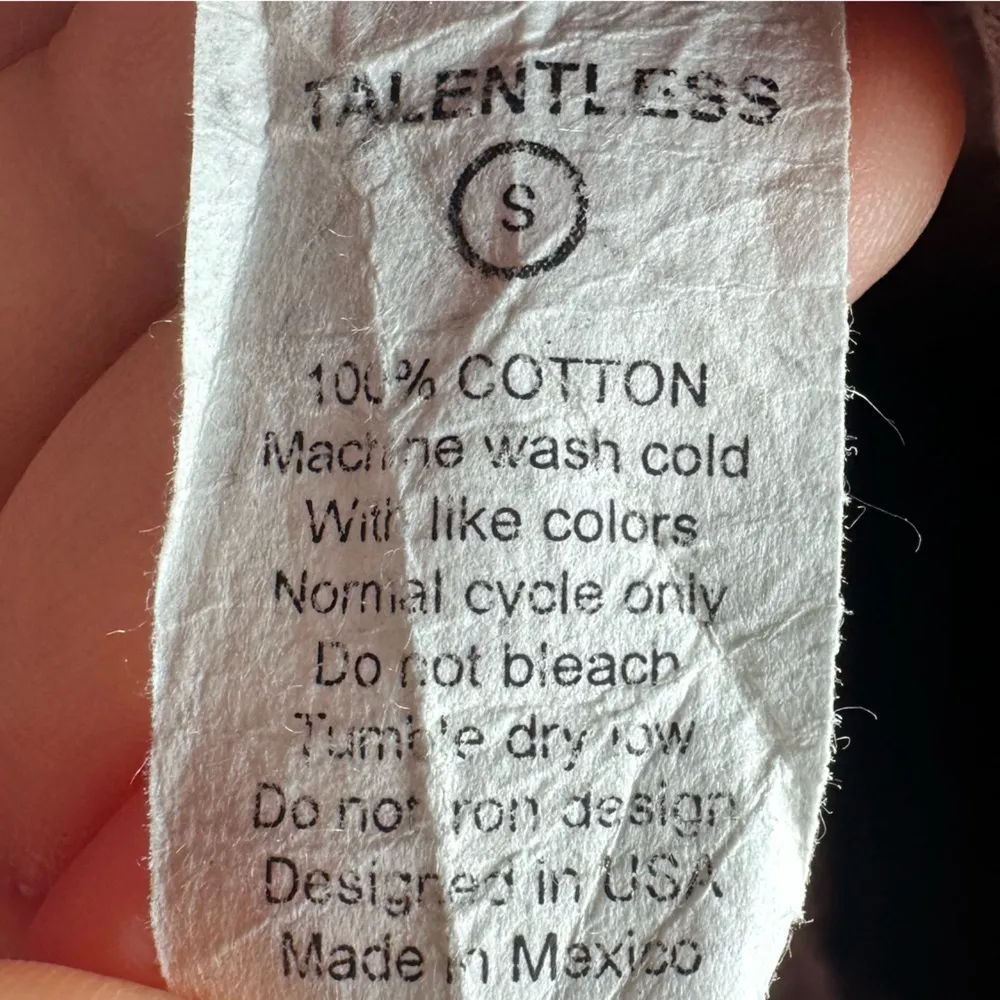 TALENTLESS
S
100% COTTON
Machine wash cold
With like colors
Normal cycle only
Do not bleach
Tumble dry low
Do not iron design
Designed in USA
Made in Mexico